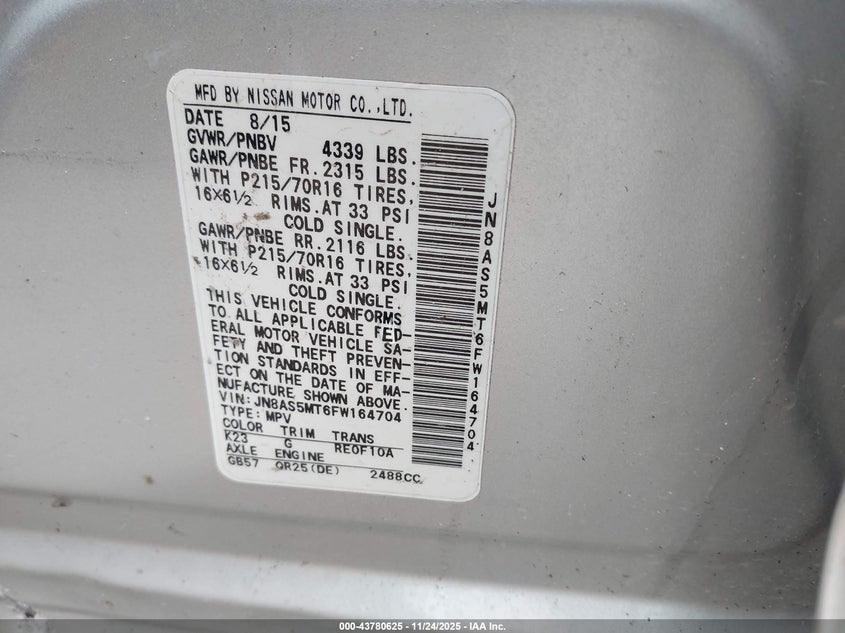 MFD BY NISSAN MOTOR CO.,LTD.
DATE 8/15
GVWR/PNBV 4339 LBS.
GAWR/PNBE FR. 2315 LBS.
WITH P215/70R16 TIRES,
16X6½ RIMS.AT 33 PSI
COLD SINGLE.
GAWR/PNBE RR. 2116 LBS.
WITH P215/70R16 TIRES,
16X6½ RIMS.AT 33 PSI
COLD SINGLE.
THIS VEHICLE CONFORMS
TO ALL APPLICABLE FED-
ERAL MOTOR VEHICLE SA-
FETY AND THEFT PREVEN-
TION STANDARDS IN EFF-
ECT ON THE DATE OF MA-
NUFACTURE SHOWN ABOVE.
VIN: JN8AS5MT6FW164704
TYPE: MPV
COLOR TRIM TRANS
K23 G RE0F10A
AXLE ENGINE
GB57 QR25(DE) 2488CC
JN8AS5MT6FW164704
000-43780625 - 11/24/2025 - IAA Inc.